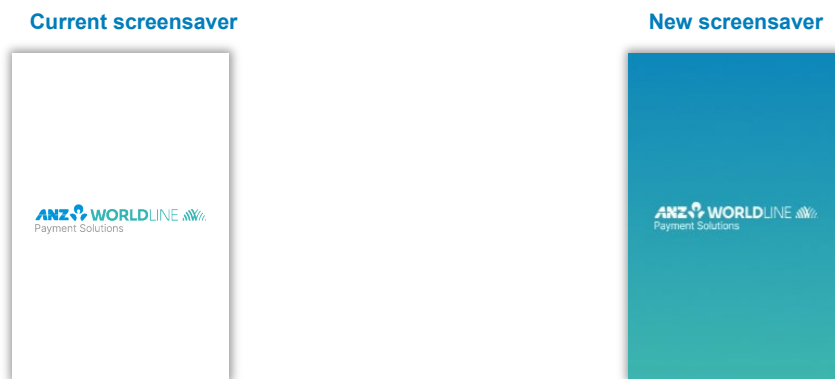 Current screensaver
New screensaver
ANZ WORLDLINE
Payment Solutions
ANZ WORLDLINE
Payment Solutions